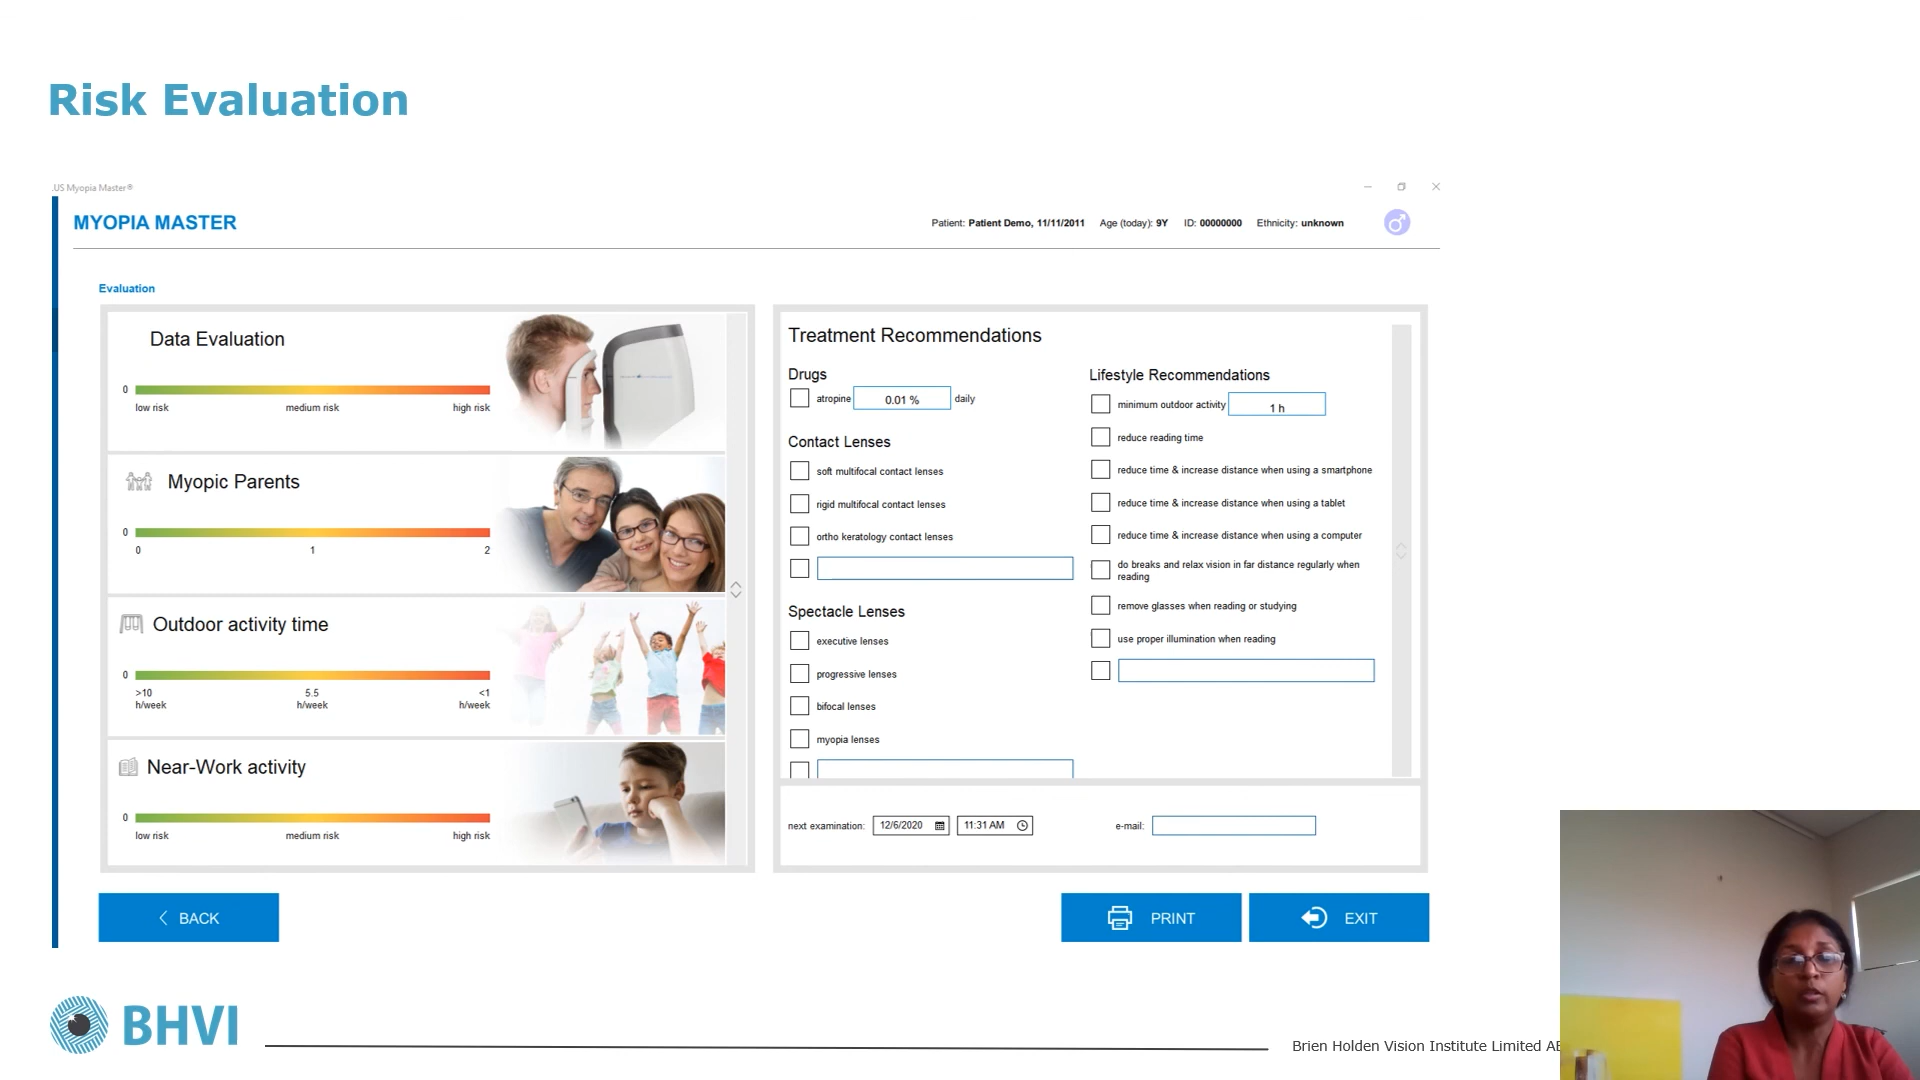 Risk Evaluation
.US Myopia Master®
MYOPIA MASTER
Patient: Patient Demo, 11/11/2011 Age (today): 9Y ID: 00000000 Ethnicity: unknown
Evaluation
Data Evaluation
0
low risk medium risk high risk
Myopic Parents
0
0 1 2
Outdoor activity time
0
>10 5.5 <1
h/week h/week h/week
Near-Work activity
0
low risk medium risk high risk
Treatment Recommendations
Drugs
atropine 0.01 % daily
Contact Lenses
soft multifocal contact lenses
rigid multifocal contact lenses
ortho keratology contact lenses
Spectacle Lenses
executive lenses
progressive lenses
bifocal lenses
myopia lenses
Lifestyle Recommendations
minimum outdoor activity 1 h
reduce reading time
reduce time & increase distance when using a smartphone
reduce time & increase distance when using a tablet
reduce time & increase distance when using a computer
do breaks and relax vision in far distance regularly when
reading
remove glasses when reading or studying
use proper illumination when reading
next examination: 12/6/2020 11:31 AM e-mail:
BACK PRINT EXIT
BHVI
Brien Holden Vision Institute Limited